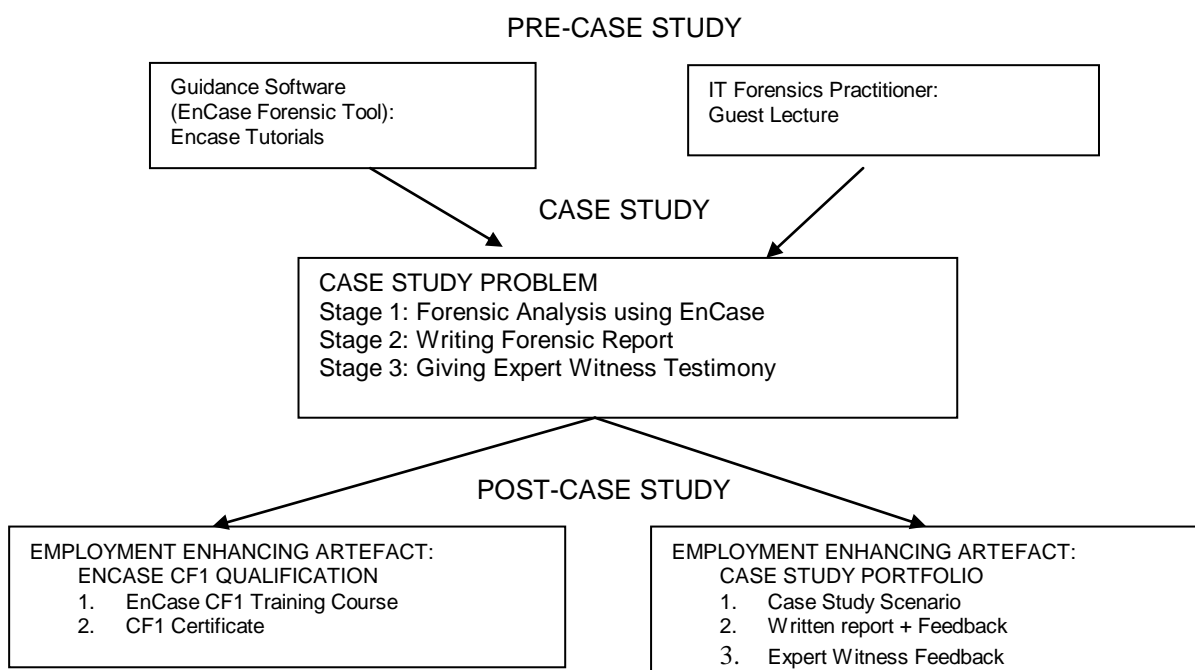 PRE-CASE STUDY
Guidance Software
(EnCase Forensic Tool):
Encase Tutorials
IT Forensics Practitioner:
Guest Lecture
CASE STUDY
CASE STUDY PROBLEM
Stage 1: Forensic Analysis using EnCase
Stage 2: Writing Forensic Report
Stage 3: Giving Expert Witness Testimony
POST-CASE STUDY
EMPLOYMENT ENHANCING ARTEFACT:
ENCASE CF1 QUALIFICATION
1. EnCase CF1 Training Course
2. CF1 Certificate
EMPLOYMENT ENHANCING ARTEFACT:
CASE STUDY PORTFOLIO
1. Case Study Scenario
2. Written report + Feedback
3. Expert Witness Feedback